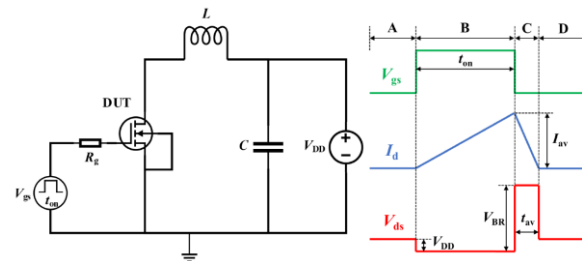 L
DUT
R_g
V_gs
t_on
C
V_DD
A B C D
V_gs
t_on
I_d
I_av
V_ds
V_DD
V_BR
t_av